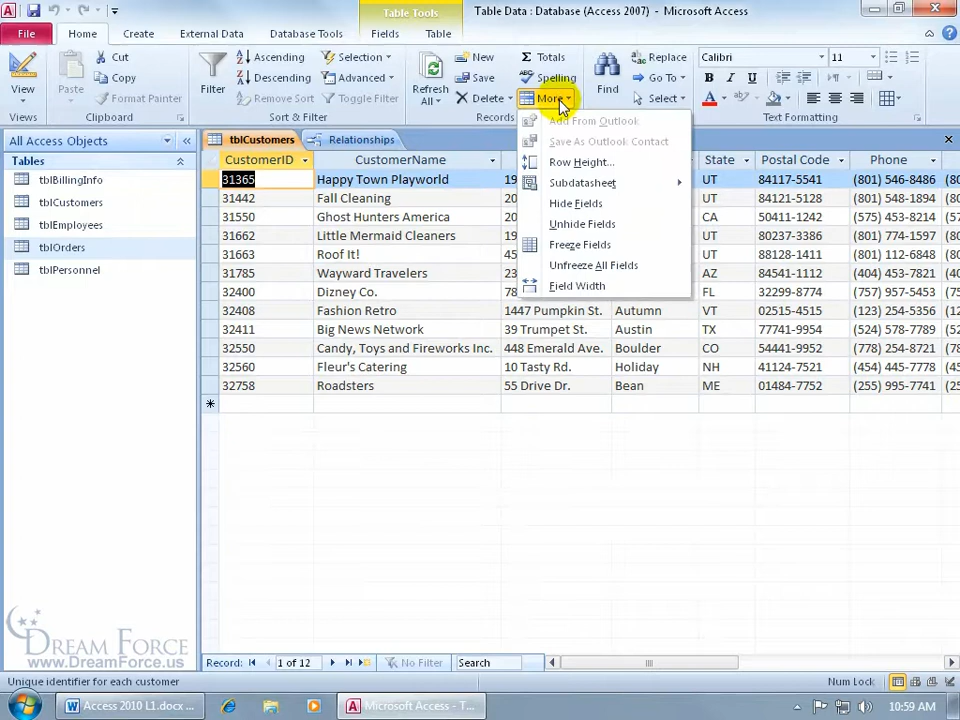 Table Tools
Table Data : Database (Access 2007) - Microsoft Access
File Home Create External Data Database Tools Fields Table
View
Views
Paste
Cut
Copy
Format Painter
Clipboard
Filter
Ascending
Descending
Remove Sort
Selection
Advanced
Toggle Filter
Sort & Filter
Refresh
All
New
Save
Delete
Totals
Spelling
More
Records
Find
Replace
Go To
Select
Calibri 11
B I U
A
Text Formatting
Add From Outlook
Save As Outlook Contact
Row Height...
Subdatasheet
Hide Fields
Unhide Fields
Freeze Fields
Unfreeze All Fields
Field Width
All Access Objects
Tables
tblBillingInfo
tblCustomers
tblEmployees
tblOrders
tblPersonnel
tblCustomers Relationships
CustomerID CustomerName State Postal Code Phone
31365 Happy Town Playworld 19 UT 84117-5541 (801) 546-8486 (80
31442 Fall Cleaning 20 UT 84121-5128 (801) 548-1894 (80
31550 Ghost Hunters America CA 50411-1242 (575) 453-8214
31662 Little Mermaid Cleaners UT 80237-3386 (801) 774-1597
31663 Roof It! UT 88128-1411 (801) 112-6848
31785 Wayward Travelers AZ 84541-1112 (404) 453-7821
32400 Dizney Co. 78 FL 32299-8774 (957) 513-4521
32408 Fashion Retro 1447 Pumpkin St. Autumn VT 02515-4515 (123) 254-5356
32411 Big News Network 39 Trumpet St. Austin TX 77741-9954 (524) 578-7789
32550 Candy, Toys and Fireworks Inc. 448 Emerald Ave. Boulder CO 54441-9952 (778) 254-8721
32560 Fleur's Catering 10 Tasty Rd. Holiday NH 41124-7521 (454) 445-7778
32758 Roadsters 55 Drive Dr. Bean ME 01484-7752 (255) 995-7741
DREAM FORCE
www.DreamForce.us
Record: 1 of 12 No Filter Search
Unique identifier for each customer
Num Lock
Access 2010 L1.docx ...
Microsoft Access - T...
10:59 AM